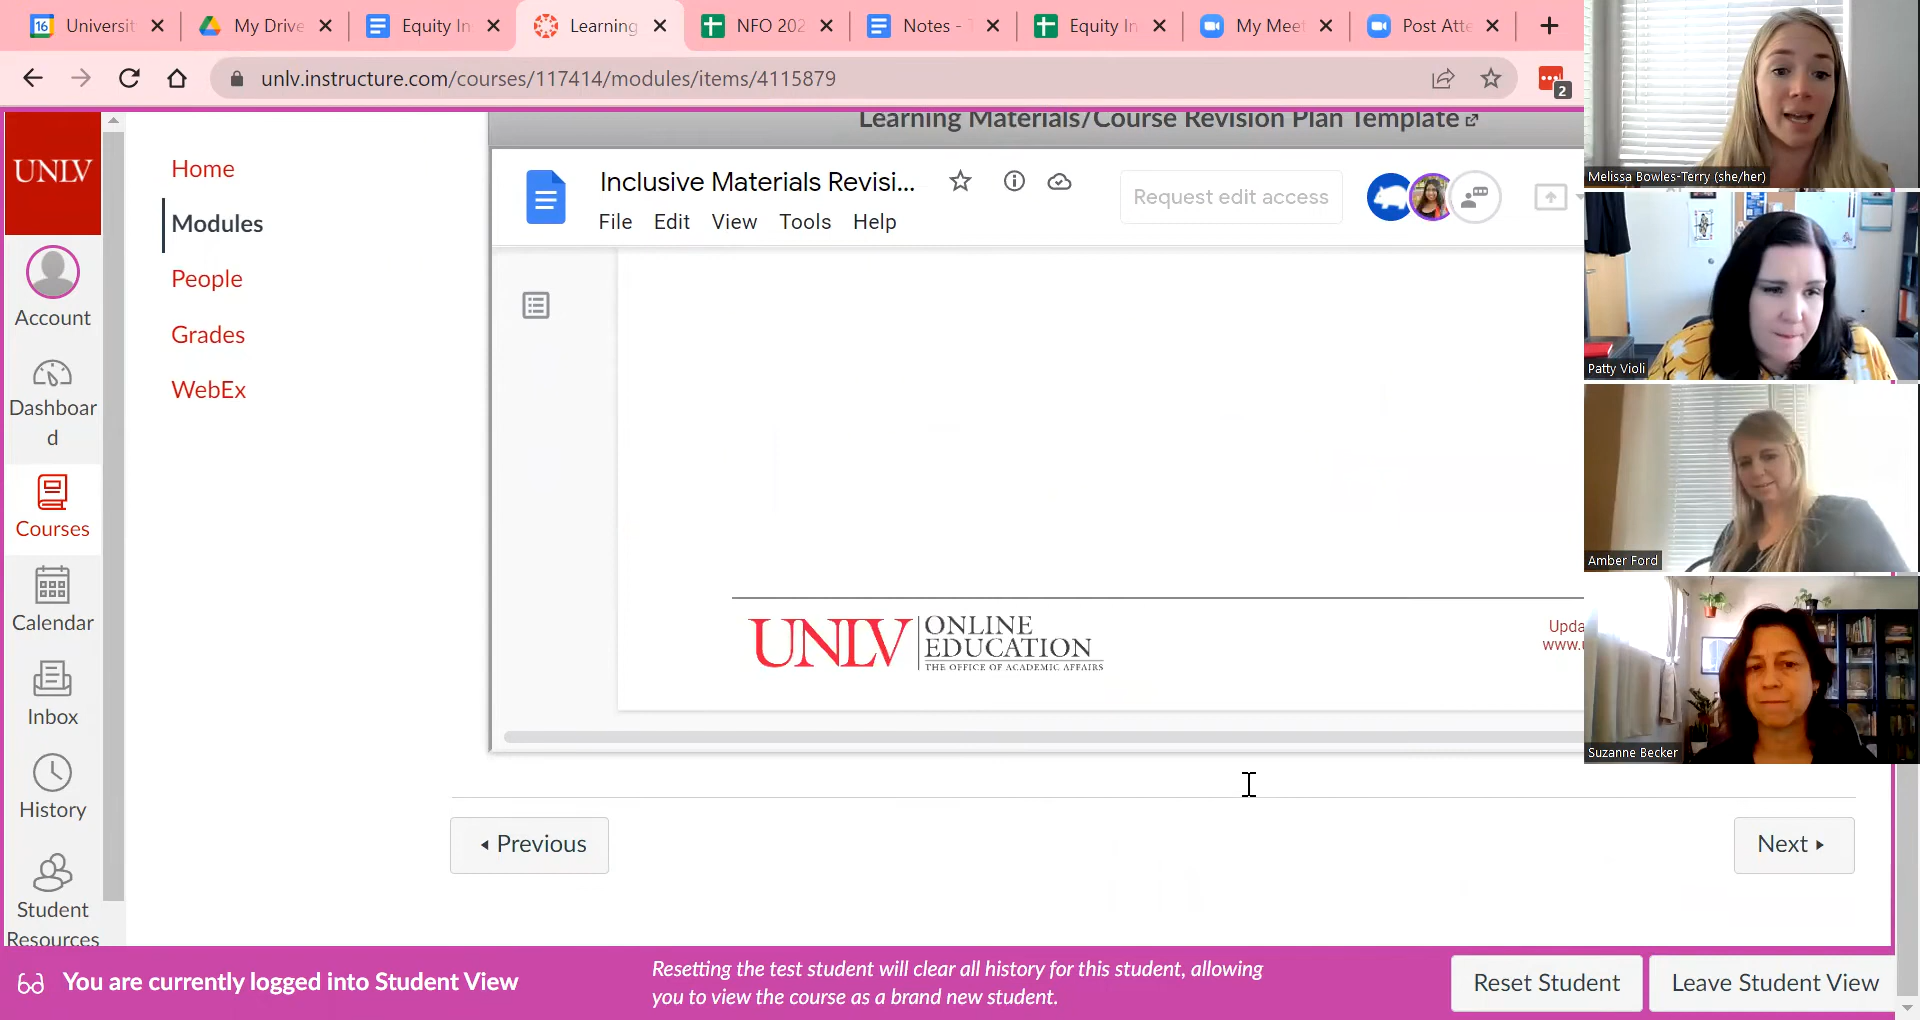 16 Universit
My Drive
Equity In
Learning
NFO 202
Notes - T
Equity In
My Meet
Post Atte
unlv.instructure.com/courses/117414/modules/items/4115879
2
UNLV
Account
Dashboar
d
Courses
Calendar
Inbox
History
Student
Resources
Home
Modules
People
Grades
WebEx
Learning Materials/Course Revision Plan Template
Inclusive Materials Revisi...
File Edit View Tools Help
Request edit access
UNLV ONLINE
EDUCATION
THE OFFICE OF ACADEMIC AFFAIRS
Upda
www.u
Previous
Next
You are currently logged into Student View
Resetting the test student will clear all history for this student, allowing
you to view the course as a brand new student.
Reset Student
Leave Student View
Melissa Bowles-Terry (she/her)
Patty Violi
Amber Ford
Suzanne Becker